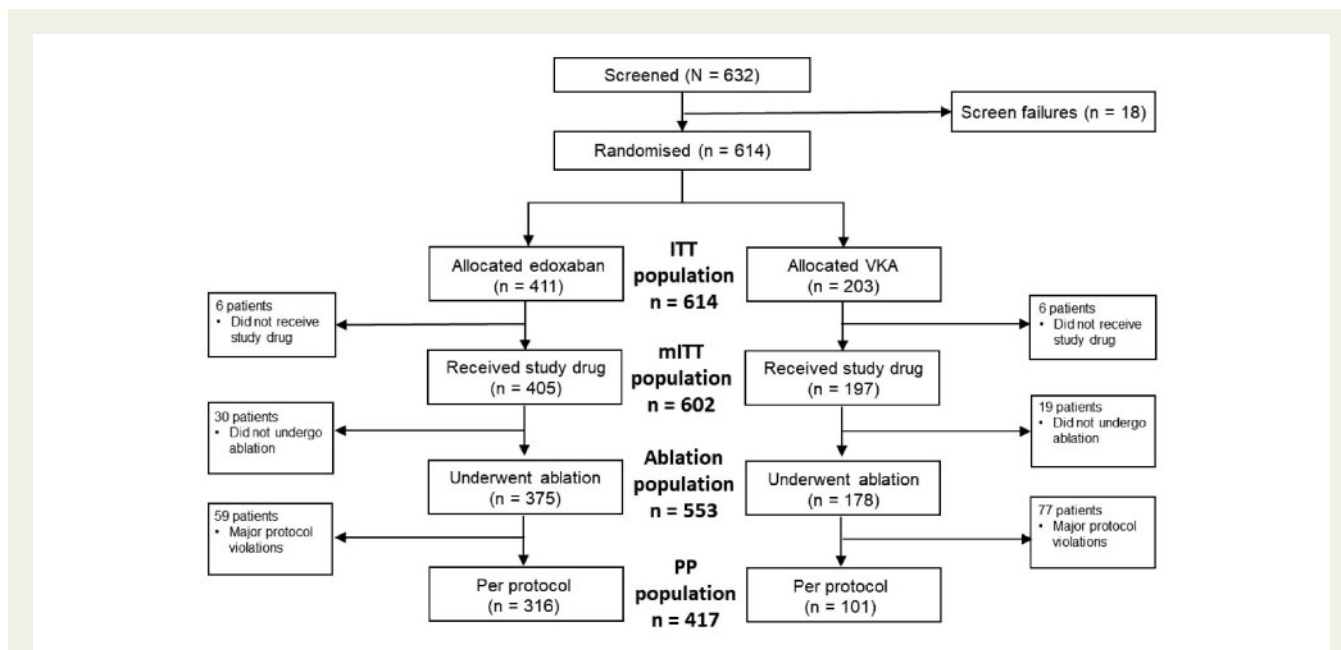 Screened (N = 632)
Screen failures (n = 18)
Randomised (n = 614)
Allocated edoxaban
(n = 411)
ITT
population
n = 614
Allocated VKA
(n = 203)
6 patients
• Did not receive
study drug
6 patients
• Did not receive
study drug
Received study drug
(n = 405)
mITT
population
n = 602
Received study drug
(n = 197)
30 patients
• Did not undergo
ablation
19 patients
• Did not undergo
ablation
Underwent ablation
(n = 375)
Ablation
population
n = 553
Underwent ablation
(n = 178)
59 patients
• Major protocol
violations
77 patients
• Major protocol
violations
Per protocol
(n = 316)
PP
population
n = 417
Per protocol
(n = 101)